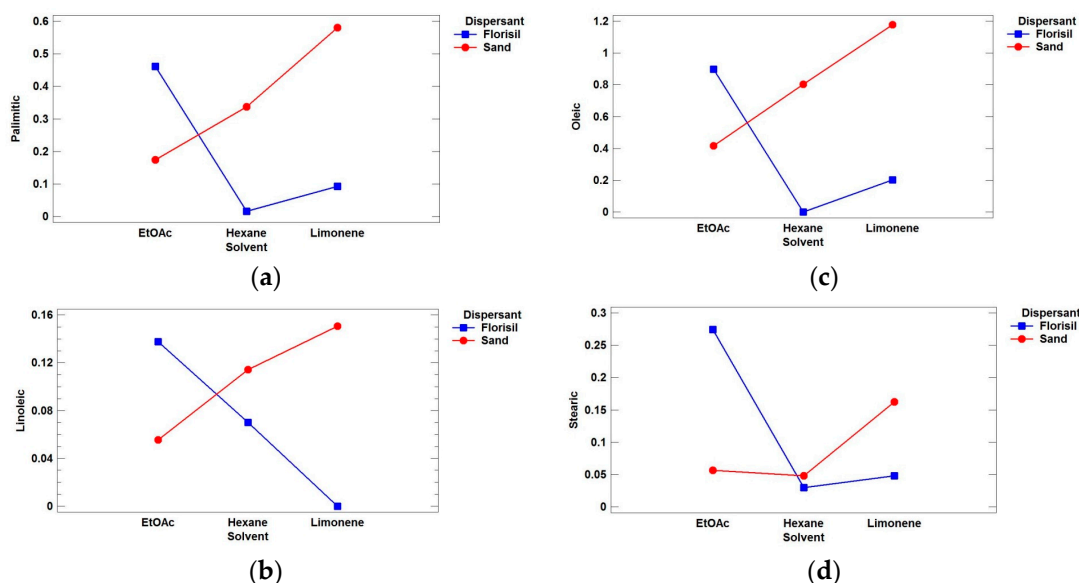 Palimitic
0.6
0.5
0.4
0.3
0.2
0.1
0
EtOAc Hexane Limonene
Solvent
Dispersant
Florisil
Sand
(a)
Oleic
1.2
1
0.8
0.6
0.4
0.2
0
EtOAc Hexane Limonene
Solvent
Dispersant
Florisil
Sand
(c)
Linoleic
0.16
0.12
0.08
0.04
0
EtOAc Hexane Limonene
Solvent
Dispersant
Florisil
Sand
(b)
Stearic
0.3
0.25
0.2
0.15
0.1
0.05
0
EtOAc Hexane Limonene
Solvent
Dispersant
Florisil
Sand
(d)